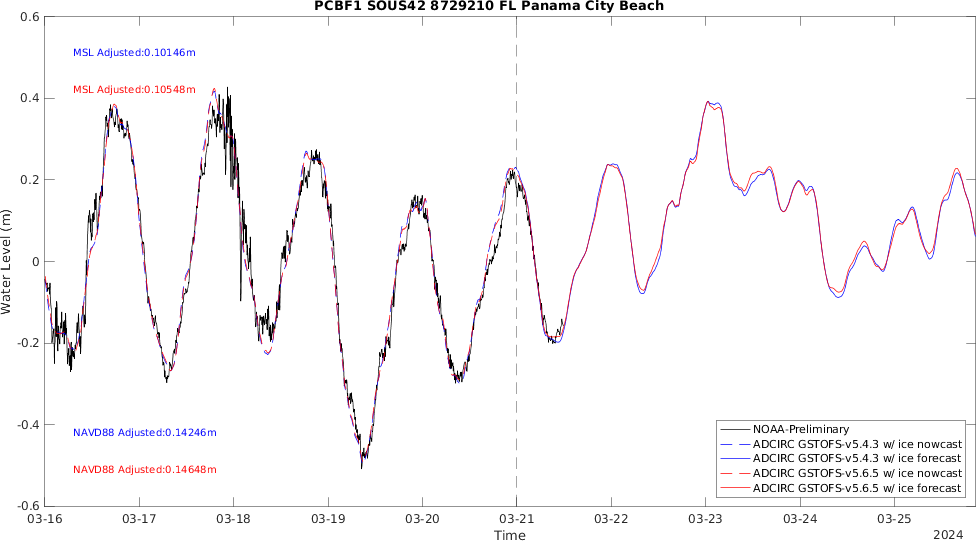 PCBF1 SOUS42 8729210 FL Panama City Beach
0.6
MSL Adjusted:0.10146m
MSL Adjusted:0.10548m
0.4
0.2
0
-0.2
-0.4
-0.6
Water Level (m)
NAVD88 Adjusted:0.14246m
NAVD88 Adjusted:0.14648m
NOAA-Preliminary
ADCIRC GSTOFS-v5.4.3 w/ ice nowcast
ADCIRC GSTOFS-v5.4.3 w/ ice forecast
ADCIRC GSTOFS-v5.6.5 w/ ice nowcast
ADCIRC GSTOFS-v5.6.5 w/ ice forecast
03-16 03-17 03-18 03-19 03-20 03-21 03-22 03-23 03-24 03-25
Time
2024